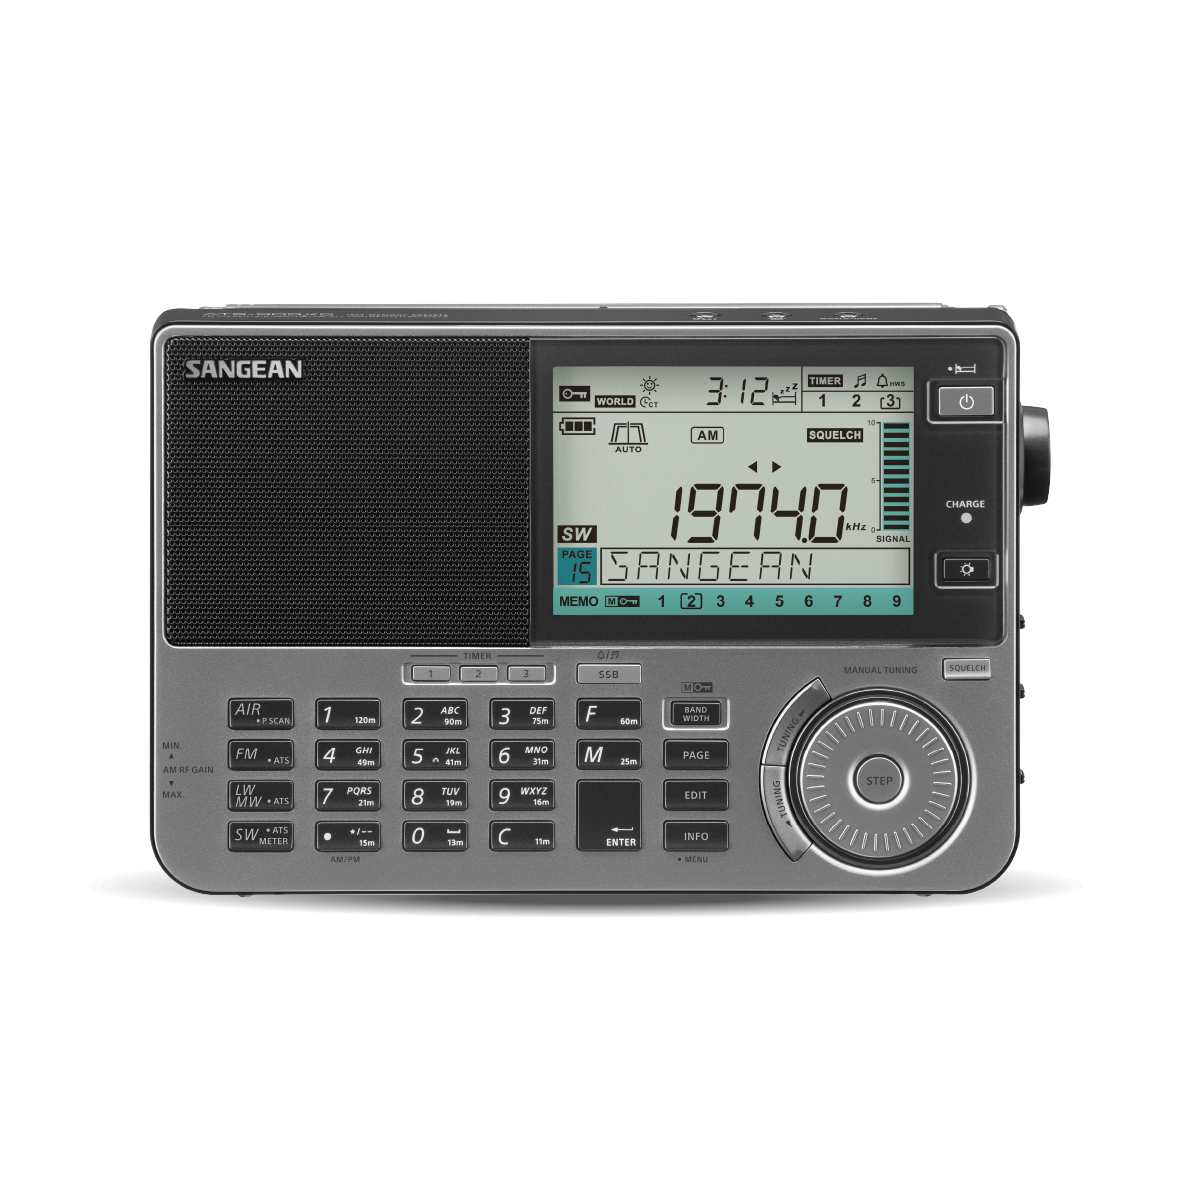 SANGEAN
WORLD
CT
3:12
zzz
TIMER
HWS
1 2 3
AUTO
AM
SQUELCH
10
5
0
SIGNAL
1974.0 kHz
SW
PAGE
15
SANGEAN
MEMO M 1 2 3 4 5 6 7 8 9
CHARGE
TIMER
1 2 3
SSB
MANUAL TUNING
SQUELCH
M
AIR • P SCAN
1 120m
2 ABC 90m
3 DEF 75m
F 60m
BAND WIDTH
FM • ATS
4 GHI 49m
5 JKL 41m
6 MNO 31m
M 25m
PAGE
LW MW • ATS
7 PQRS 21m
8 TUV 19m
9 WXYZ 16m
EDIT
SW • ATS METER
• */-- 15m
0 13m
C 11m
ENTER
INFO
AM/PM
• MENU
MIN.
AM RF GAIN
MAX.
TUNING
TUNING
STEP